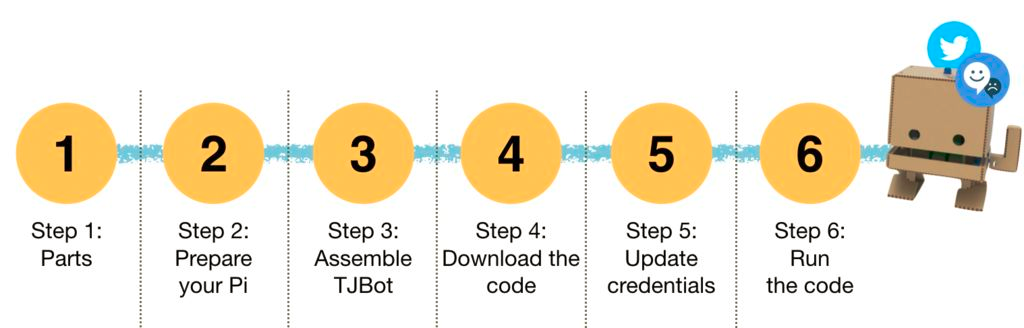 1
2
3
4
5
6
Step 1:
Parts
Step 2:
Prepare
your Pi
Step 3:
Assemble
TJBot
Step 4:
Download the
code
Step 5:
Update
credentials
Step 6:
Run
the code